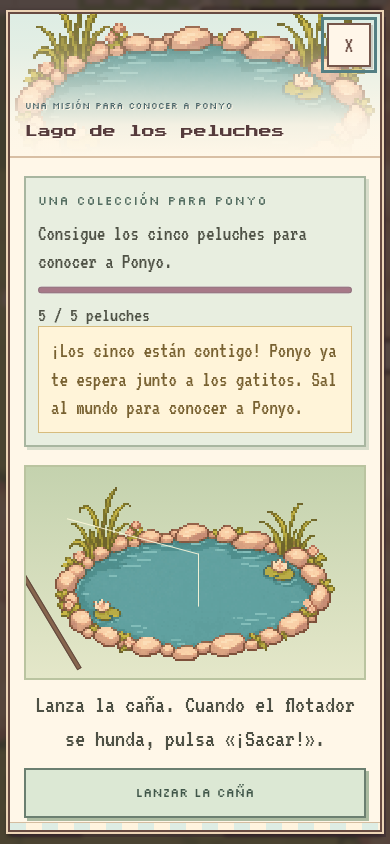 X
UNA MISIÓN PARA CONOCER A PONYO
Lago de los peluches
UNA COLECCIÓN PARA PONYO
Consigue los cinco peluches para
conocer a Ponyo.
5 / 5 peluches
¡Los cinco están contigo! Ponyo ya
te espera junto a los gatitos. Sal
al mundo para conocer a Ponyo.
Lanza la caña. Cuando el flotador
se hunda, pulsa «¡Sacar!».
LANZAR LA CAÑA